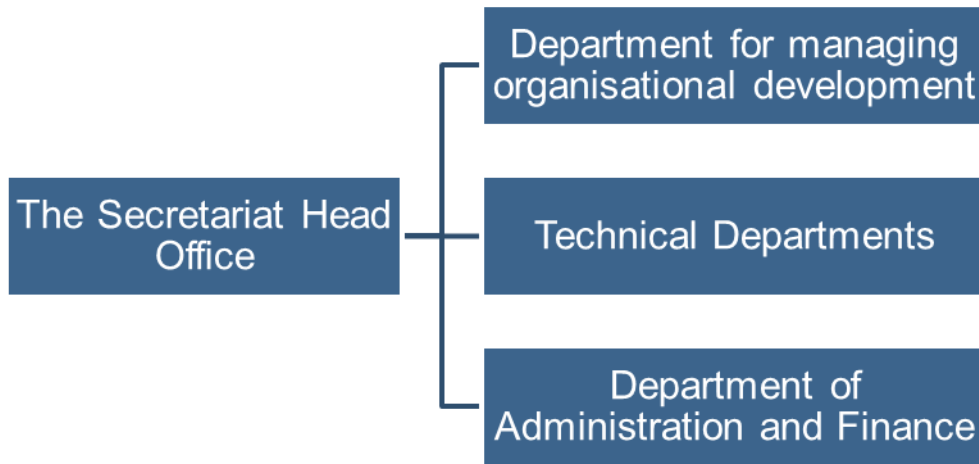 Department for managing
organisational development
The Secretariat Head
Office
Technical Departments
Department of
Administration and Finance